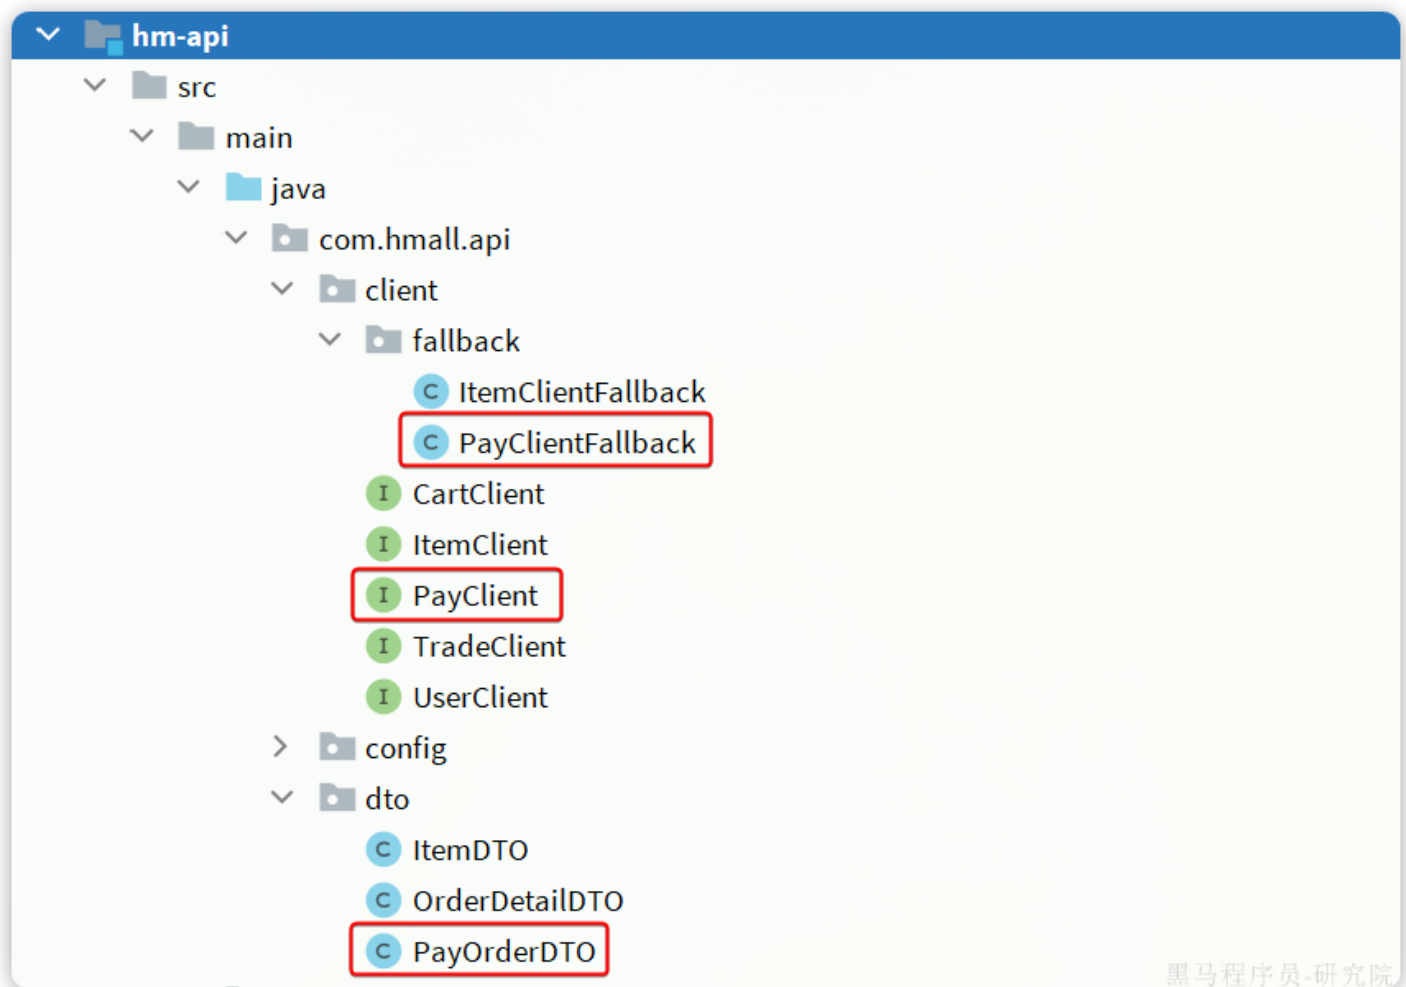 hm-api
src
main
java
com.hmall.api
client
fallback
C ItemClientFallback
C PayClientFallback
I CartClient
I ItemClient
I PayClient
I TradeClient
I UserClient
config
dto
C ItemDTO
C OrderDetailDTO
C PayOrderDTO
黑马程序员-研究院